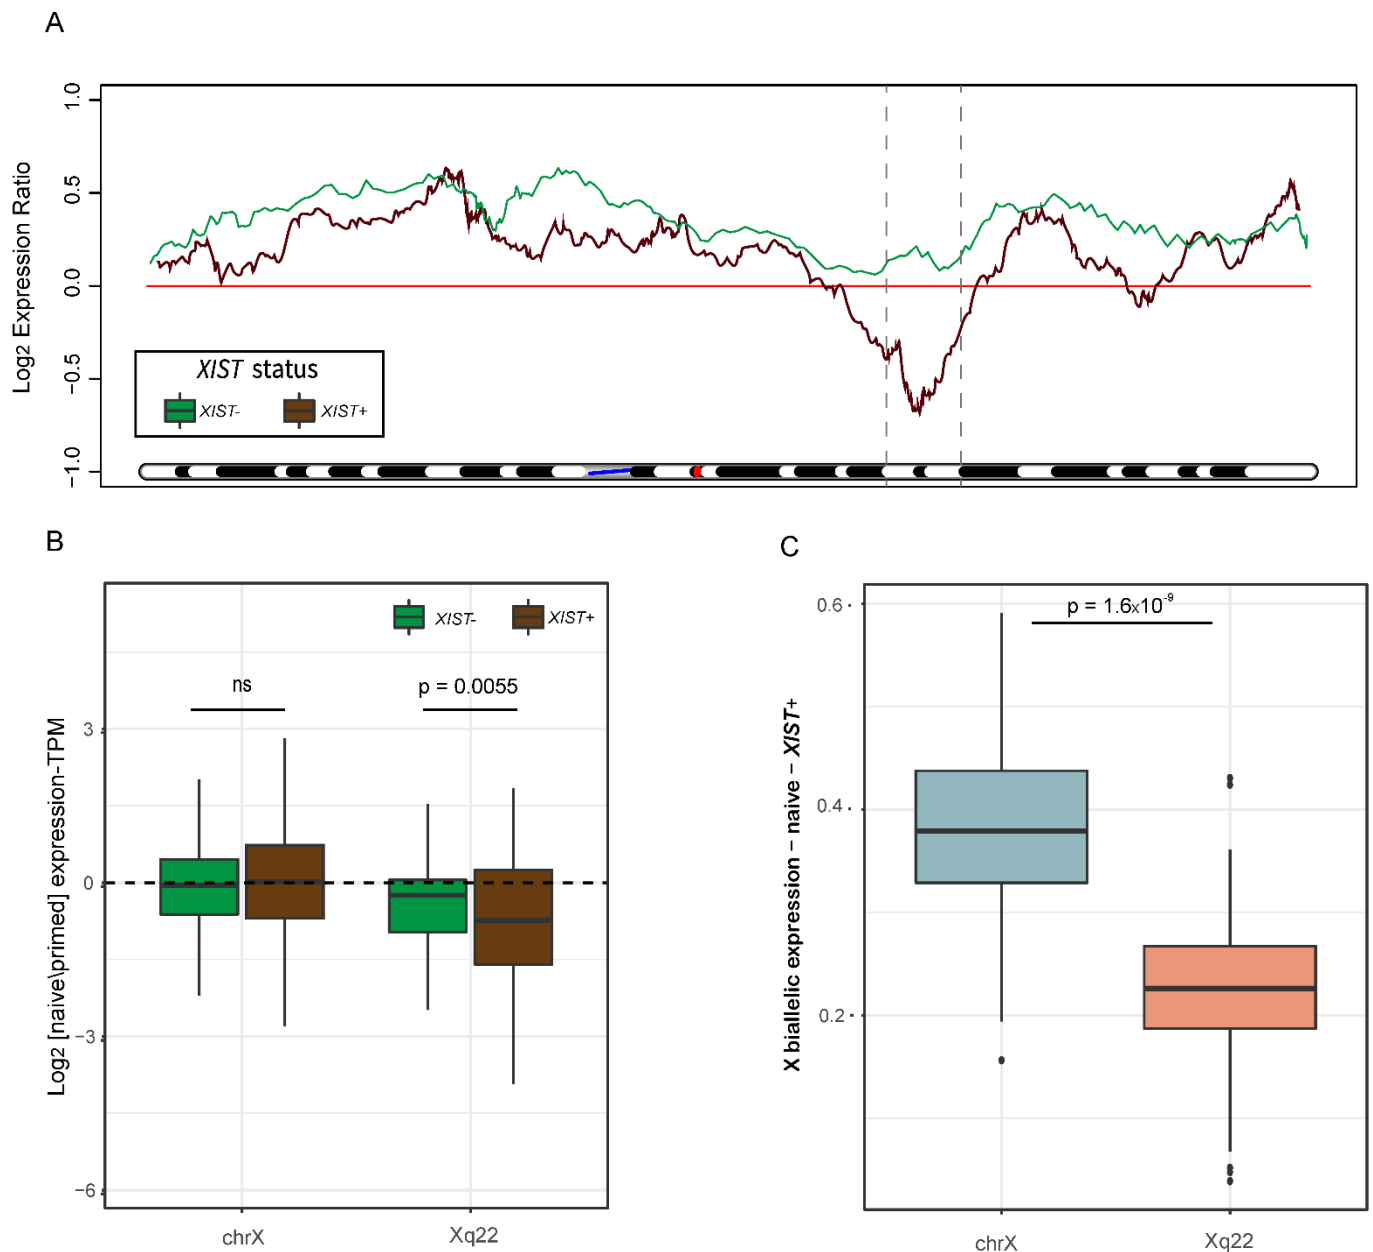 A
Log2 Expression Ratio
1.0
0.5
0.0
−0.5
−1.0
XIST status
XIST- XIST+
B
Log2 [naive\primed] expression-TPM
XIST- XIST+
ns
p = 0.0055
3
0
−3
−6
chrX Xq22
C
X biallelic expression − naive − XIST+
p = 1.6x10-9
0.6
0.4
0.2
chrX Xq22